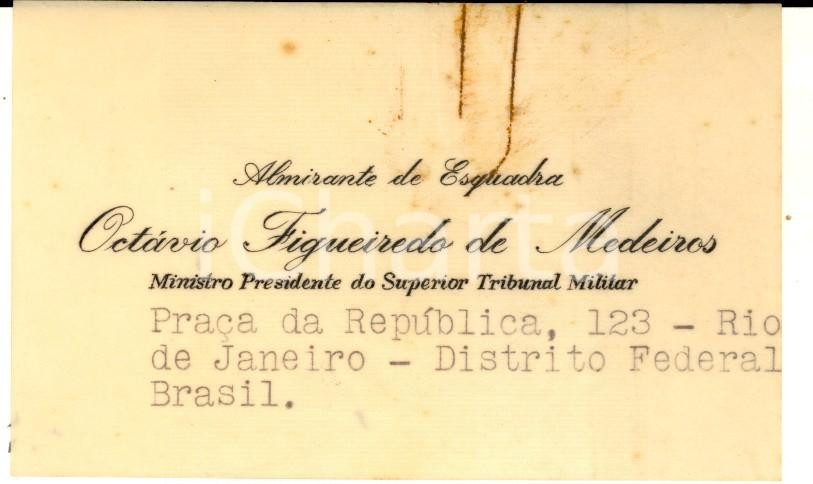 Almirante de Esquadra
Octávio Figueiredo de Medeiros
Ministro Presidente do Superior Tribunal Militar
Praça da República, 123 - Rio
de Janeiro - Distrito Federal
Brasil.
iCharta